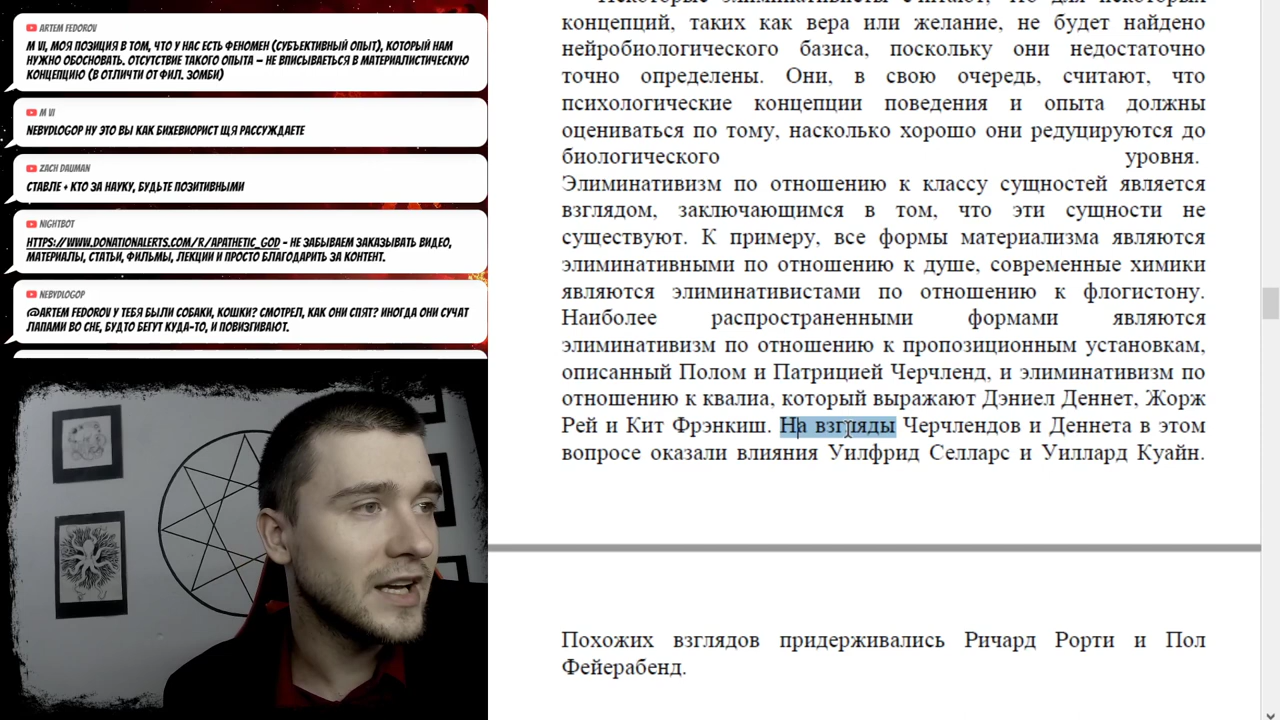 ARTEM FEDOROV
M VI, МОЯ ПОЗИЦИЯ В ТОМ, ЧТО У НАС ЕСТЬ ФЕНОМЕН (СУБЪЕКТИВНЫЙ ОПЫТ), КОТОРЫЙ НАМ
НУЖНО ОБОСНОВАТЬ. ОТСУТСТВИЕ ТАКОГО ОПЫТА – НЕ ВПИСЫВАЕТЬСЯ В МАТЕРИАЛИСТИЧЕСКУЮ
КОНЦЕПЦИЮ (В ОТЛИЧТИ ОТ ФИЛ. ЗОМБИ)
M VI
NEBYDLOGOP НУ ЭТО ВЫ КАК БИХЕВИОРИСТ ЩЯ РАССУЖДАЕТЕ
ZACH DAUMAN
СТАВЛЕ + КТО ЗА НАУКУ, БУДЬТЕ ПОЗИТИВНЫМИ
NIGHTBOT
HTTPS://WWW.DONATIONALERTS.COM/R/APATHETIC_GOD - НЕ ЗАБЫВАЕМ ЗАКАЗЫВАТЬ ВИДЕО,
МАТЕРИАЛЫ, СТАТЬИ, ФИЛЬМЫ, ЛЕКЦИИ И ПРОСТО БЛАГОДАРИТЬ ЗА КОНТЕНТ.
NEBYDLOGOP
@ARTEM FEDOROV У ТЕБЯ БЫЛИ СОБАКИ, КОШКИ? СМОТРЕЛ, КАК ОНИ СПЯТ? ИНОГДА ОНИ СУЧАТ
ЛАПАМИ ВО СНЕ, БУДТО БЕГУТ КУДА-ТО, И ПОВИЗГИВАЮТ.
концепций, таких как вера или желание, не будет найдено
нейробиологического базиса, поскольку они недостаточно
точно определены. Они, в свою очередь, считают, что
психологические концепции поведения и опыта должны
оцениваться по тому, насколько хорошо они редуцируются до
биологического уровня.
Элиминативизм по отношению к классу сущностей является
взглядом, заключающимся в том, что эти сущности не
существуют. К примеру, все формы материализма являются
элиминативными по отношению к душе, современные химики
являются элиминативистами по отношению к флогистону.
Наиболее распространенными формами являются
элиминативизм по отношению к пропозиционным установкам,
описанный Полом и Патрицией Черчленд, и элиминативизм по
отношению к квалиа, который выражают Дэниел Деннет, Жорж
Рей и Кит Фрэнкиш. На взгляды Черчлендов и Деннета в этом
вопросе оказали влияния Уилфрид Селларс и Уиллард Куайн.
Похожих взглядов придерживались Ричард Рорти и Пол
Фейерабенд.